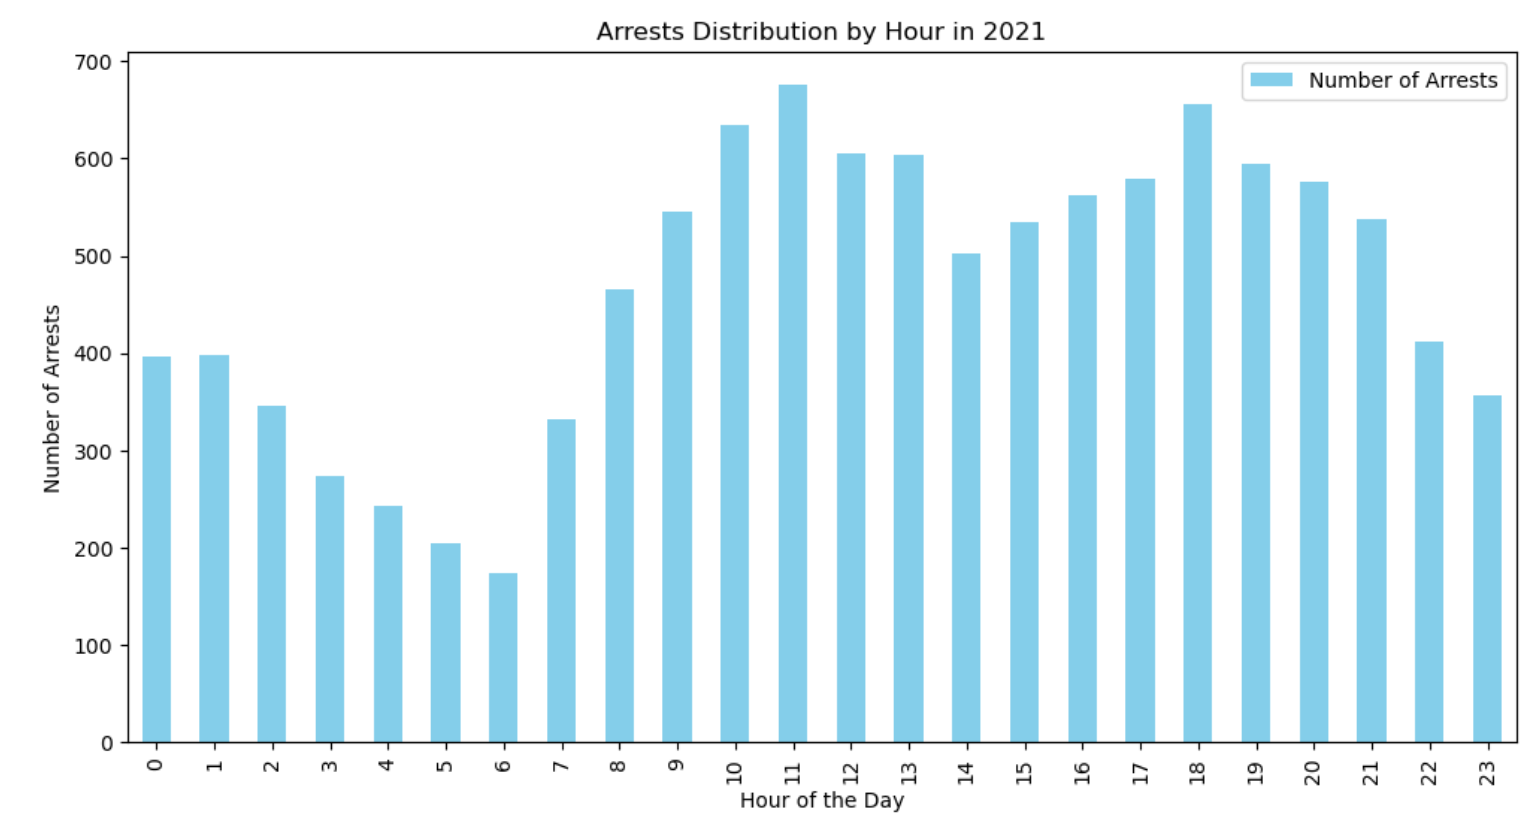 Arrests Distribution by Hour in 2021
Number of Arrests
700
600
500
400
300
200
100
0
Number of Arrests
0 1 2 3 4 5 6 7 8 9 10 11 12 13 14 15 16 17 18 19 20 21 22 23
Hour of the Day